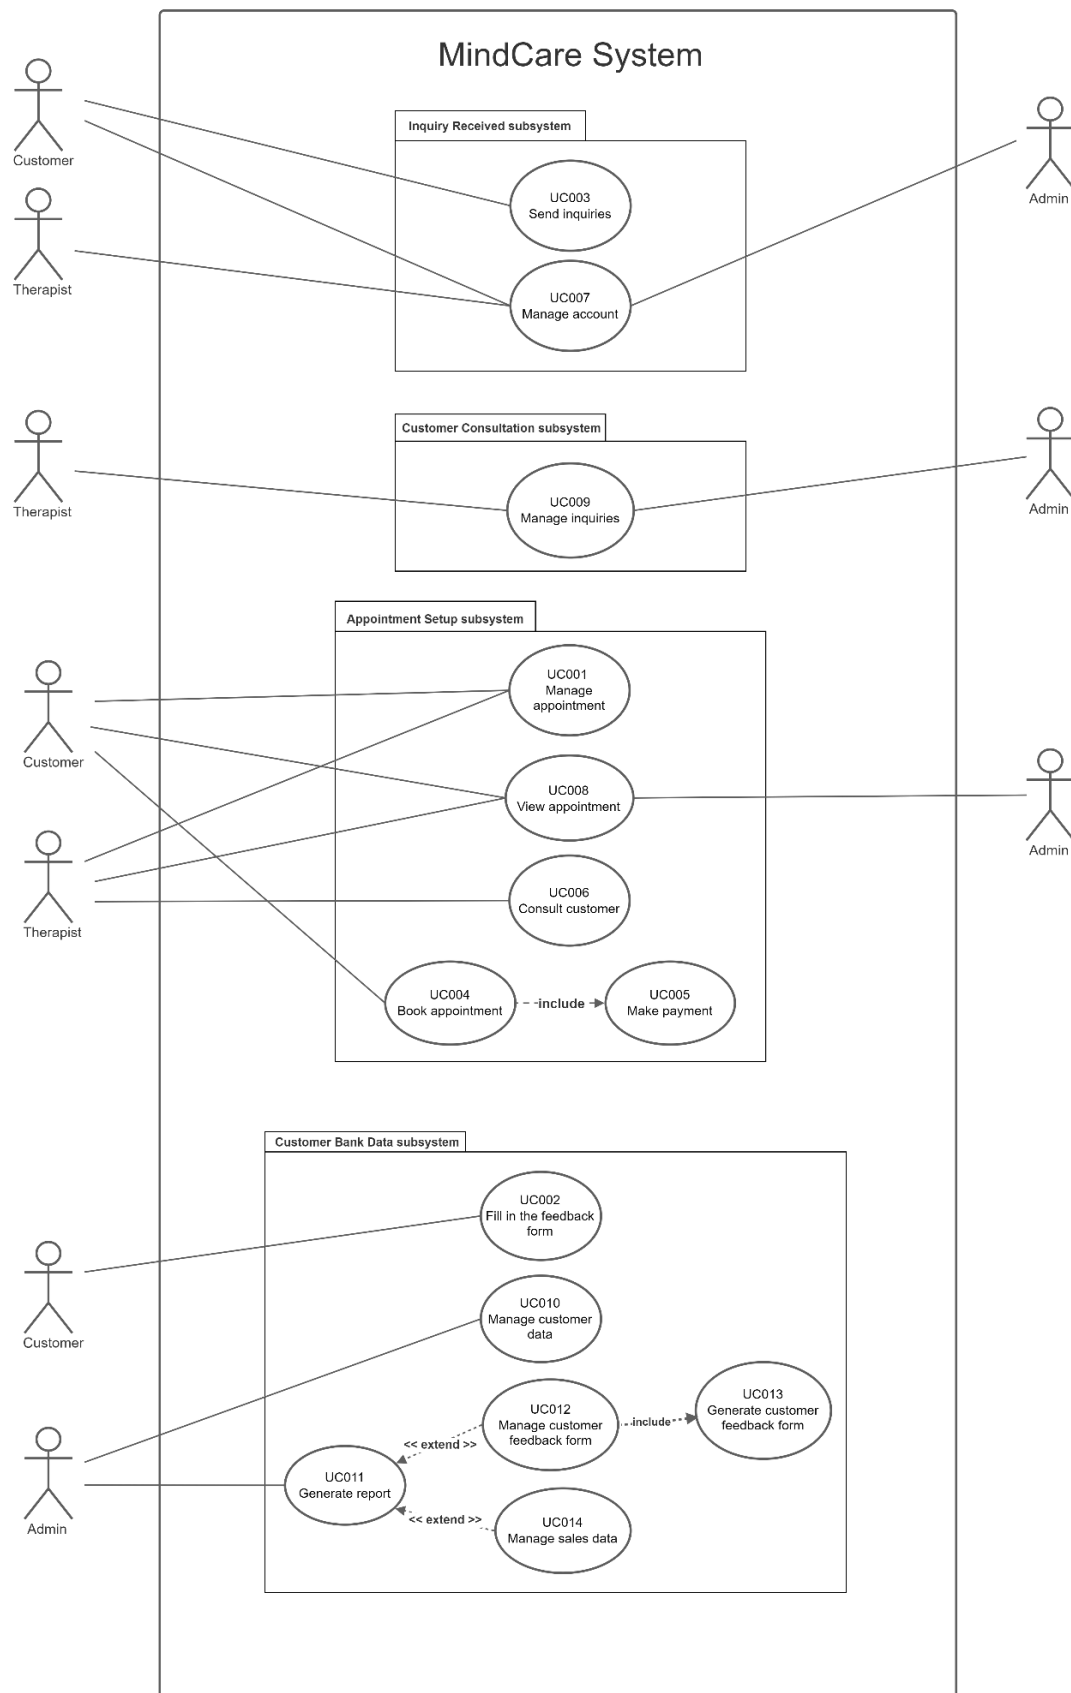 MindCare System
Customer
Therapist
Inquiry Received subsystem
UC003
Send inquiries
UC007
Manage account
Admin
Therapist
Customer Consultation subsystem
UC009
Manage inquiries
Admin
Customer
Therapist
Appointment Setup subsystem
UC001
Manage
appointment
UC008
View appointment
UC006
Consult customer
UC004
Book appointment
include
UC005
Make payment
Admin
Customer
Admin
Customer Bank Data subsystem
UC002
Fill in the feedback
form
UC010
Manage customer
data
UC012
Manage customer
feedback form
include
UC013
Generate customer
feedback form
<< extend >>
UC011
Generate report
<< extend >>
UC014
Manage sales data